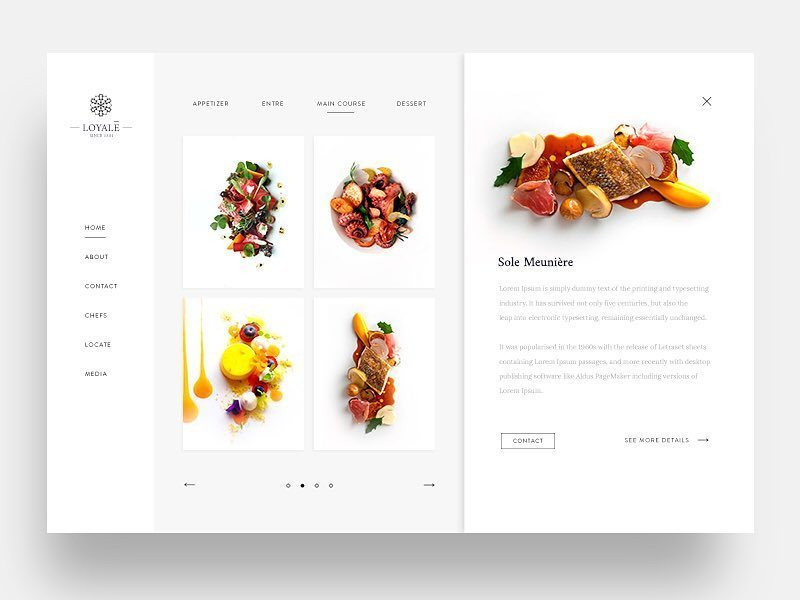 LOYALĒ
HOME
ABOUT
CONTACT
CHEFS
LOCATE
MEDIA
APPETIZER
ENTRE
MAIN COURSE
DESSERT
Sole Meunière
Lorem Ipsum is simply dummy text of the printing and typesetting
industry. It has survived not only five centuries, but also the
leap into electronic typesetting, remaining essentially unchanged.
It was popularised in the 1960s with the release of Letraset sheets
containing Lorem Ipsum passages, and more recently with desktop
publishing software like Aldus PageMaker including versions of
Lorem Ipsum.
CONTACT
SEE MORE DETAILS